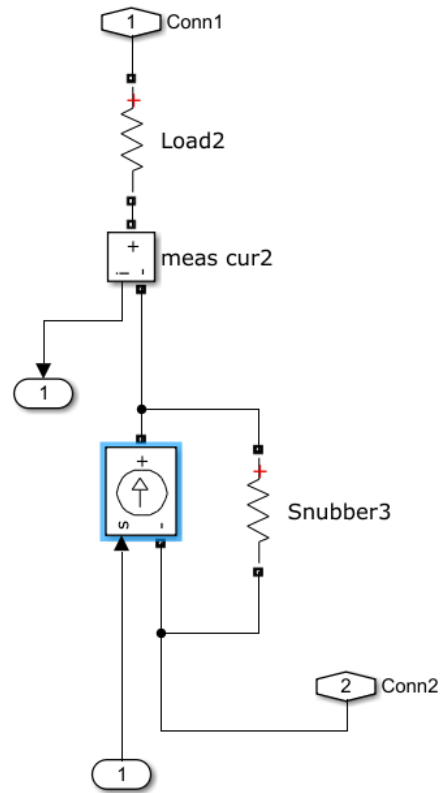 1 Conn1
+
Load2
+
i -
meas cur2
1
+
s -
+
Snubber3
2 Conn2
1